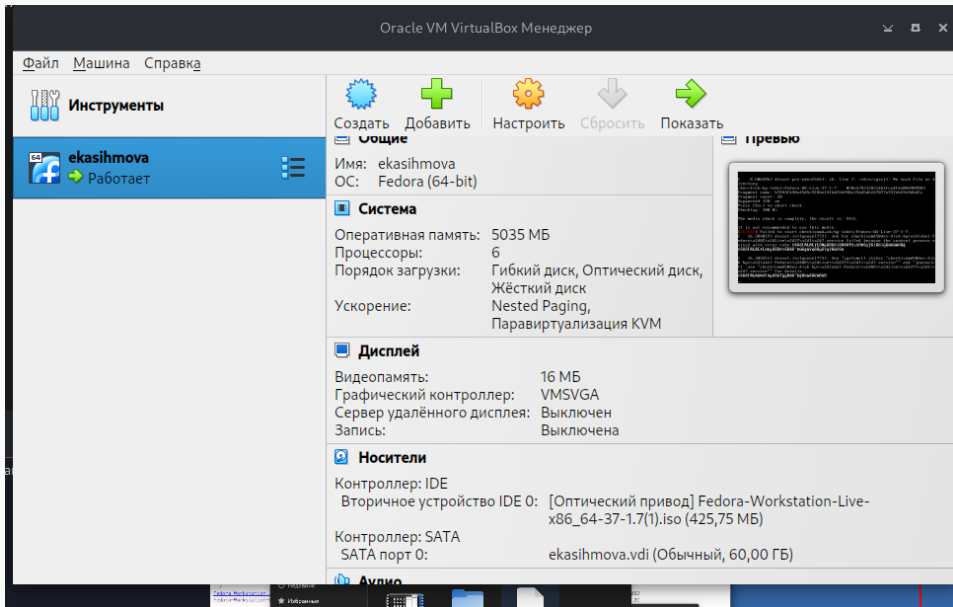 Oracle VM VirtualBox Менеджер
Файл Машина Справка
Инструменты
Создать Добавить Настроить Сбросить Показать
64
ekasihmova
Работает
Общие
Имя: ekasihmova
ОС: Fedora (64-bit)
Превью
Система
Оперативная память: 5035 МБ
Процессоры: 6
Порядок загрузки: Гибкий диск, Оптический диск,
Жёсткий диск
Ускорение: Nested Paging,
Паравиртуализация KVM
Дисплей
Видеопамять: 16 МБ
Графический контроллер: VMSVGA
Сервер удалённого дисплея: Выключен
Запись: Выключена
Носители
Контроллер: IDE
Вторичное устройство IDE 0: [Оптический привод] Fedora-Workstation-Live-
x86_64-37-1.7(1).iso (425,75 МБ)
Контроллер: SATA
SATA порт 0: ekasihmova.vdi (Обычный, 60,00 ГБ)
Аудио